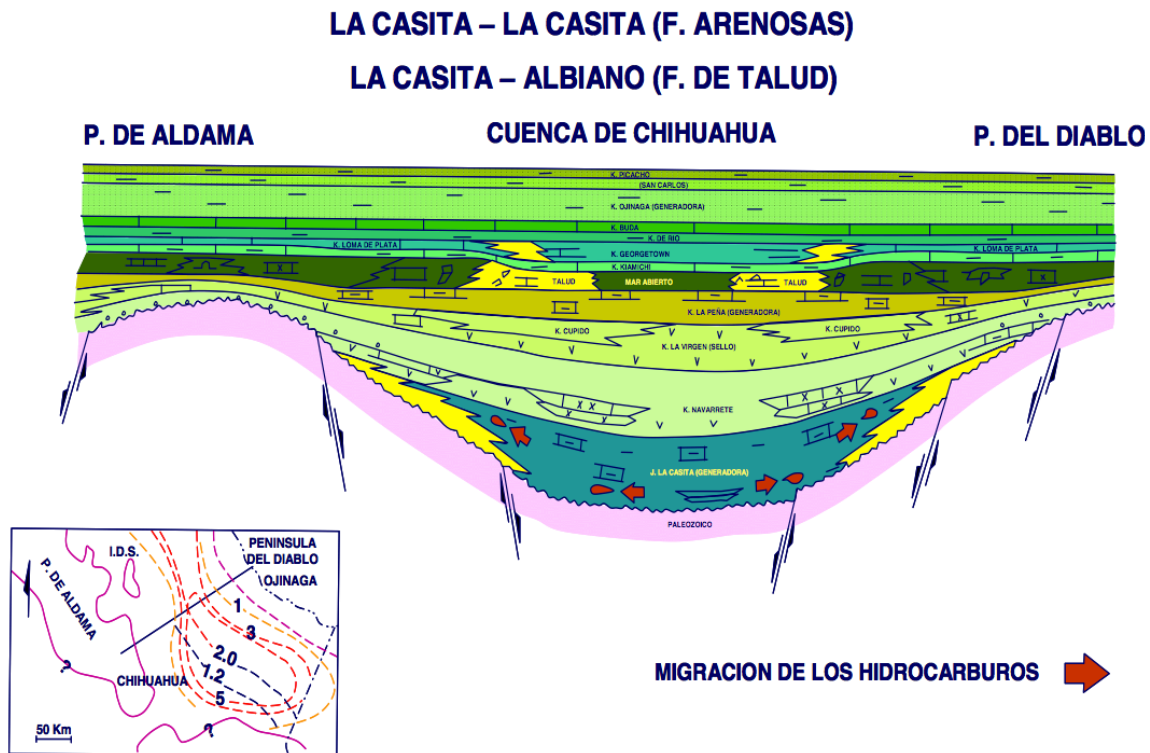 LA CASITA – LA CASITA (F. ARENOSAS)
LA CASITA – ALBIANO (F. DE TALUD)
P. DE ALDAMA
CUENCA DE CHIHUAHUA
P. DEL DIABLO
K. PICACHO
(SAN CARLOS)
K. OJINAGA (GENERADORA)
K. BUDA
K. DE RIO
K. LOMA DE PLATA
K. LOMA DE PLATA
K. GEORGETOWN
K. KIAMICHI
TALUD
MAR ABIERTO
TALUD
K. LA PEÑA (GENERADORA)
K. CUPIDO
K. CUPIDO
K. LA VIRGEN (SELLO)
K. NAVARRETE
J. LA CASITA (GENERADORA)
PALEOZOICO
I.D.S.
PENINSULA
DEL DIABLO
OJINAGA
P. DE ALDAMA
1
3
2.0
1.2
5
?
CHIHUAHUA
?
50 Km
MIGRACION DE LOS HIDROCARBUROS